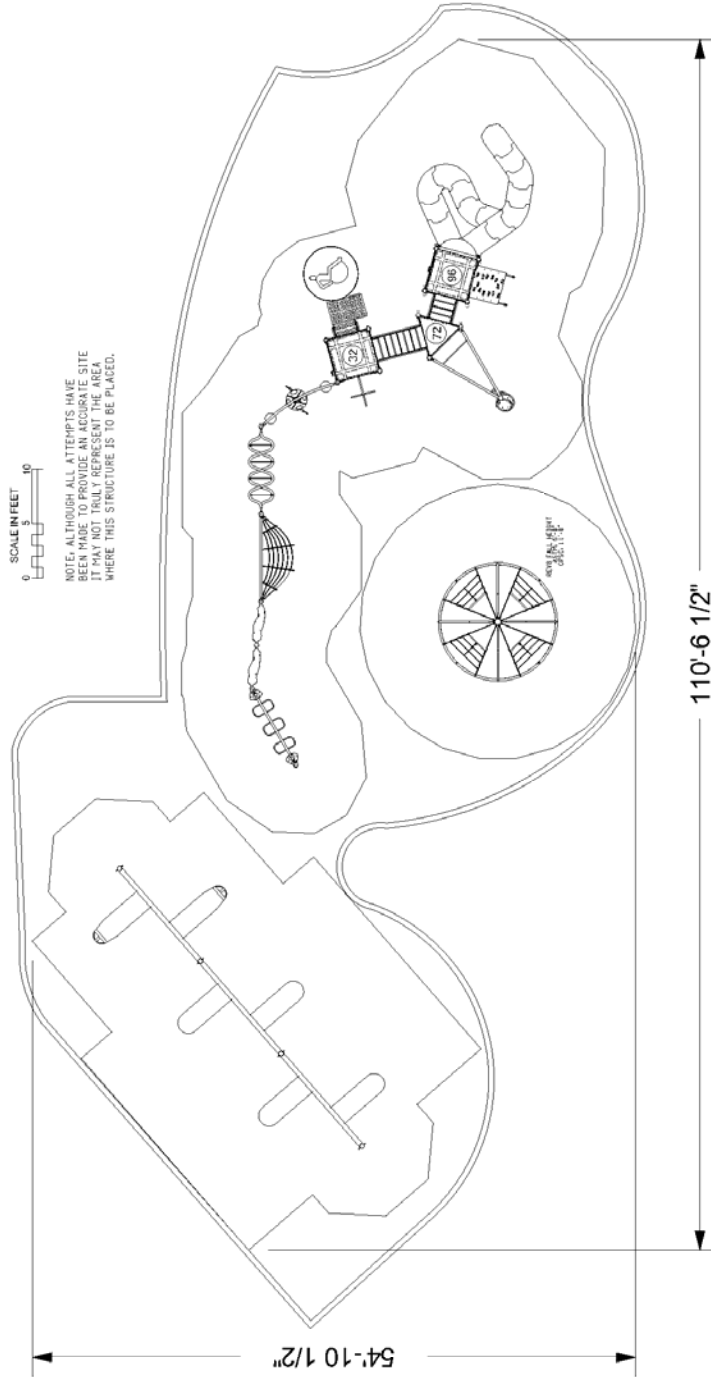 SCALE IN FEET
0 5 10
NOTE: ALTHOUGH ALL ATTEMPTS HAVE
BEEN MADE TO PROVIDE AN ACCURATE SITE
IT MAY NOT TRULY REPRESENT THE AREA
WHERE THIS STRUCTURE IS TO BE PLACED.
32
72
96
110'-6 1/2"
54'-10 1/2"